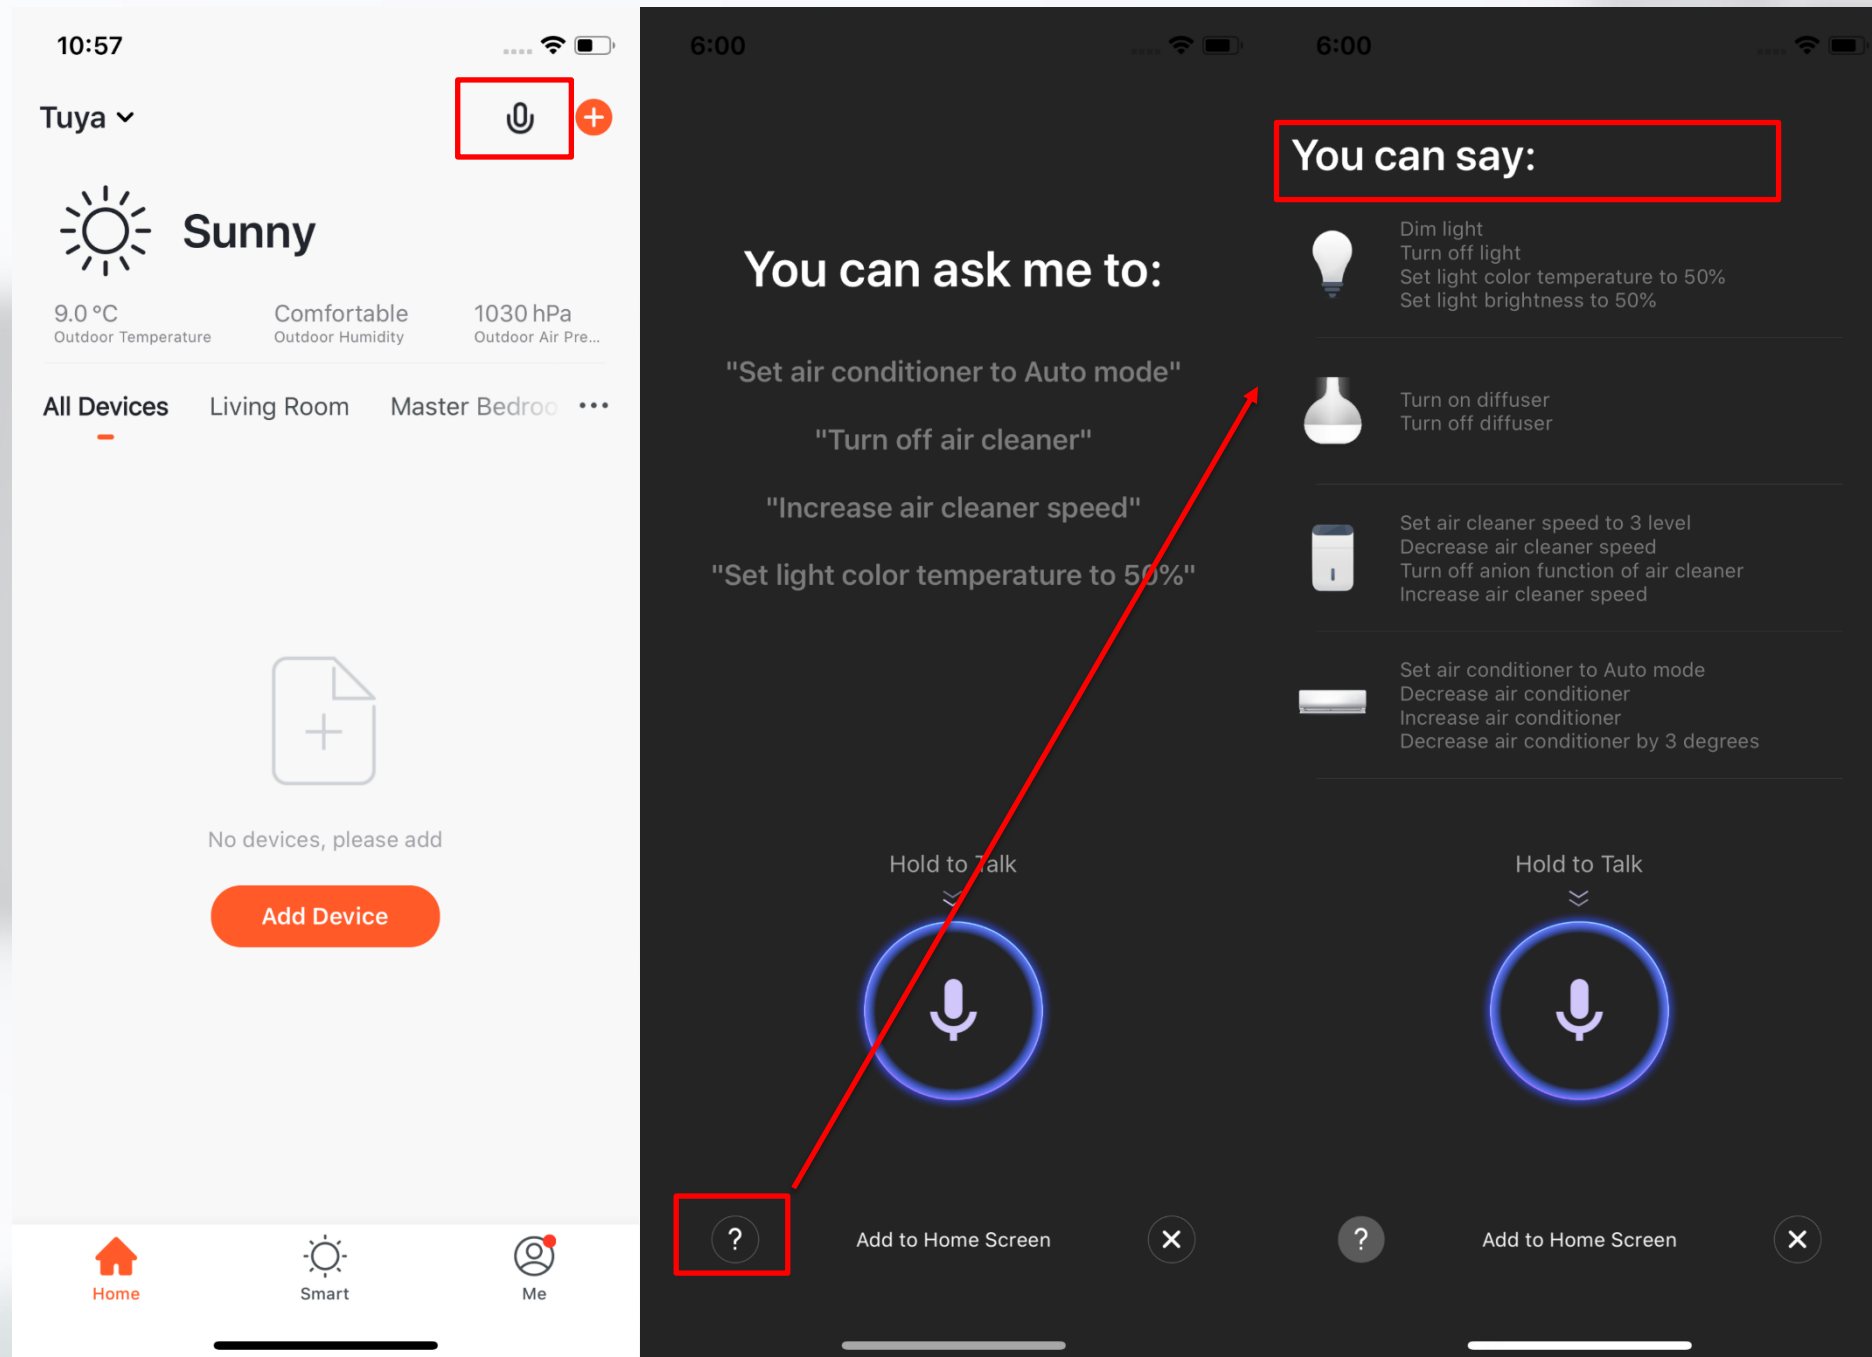 10:57
Tuya
Sunny
9.0 °C
Outdoor Temperature
Comfortable
Outdoor Humidity
1030 hPa
Outdoor Air Pre...
All Devices
Living Room
Master Bedroo
No devices, please add
Add Device
Home
Smart
Me
6:00
You can ask me to:
"Set air conditioner to Auto mode"
"Turn off air cleaner"
"Increase air cleaner speed"
"Set light color temperature to 50%"
Hold to Talk
?
Add to Home Screen
6:00
You can say:
Dim light
Turn off light
Set light color temperature to 50%
Set light brightness to 50%
Turn on diffuser
Turn off diffuser
Set air cleaner speed to 3 level
Decrease air cleaner speed
Turn off anion function of air cleaner
Increase air cleaner speed
Set air conditioner to Auto mode
Decrease air conditioner
Increase air conditioner
Decrease air conditioner by 3 degrees
Hold to Talk
?
Add to Home Screen